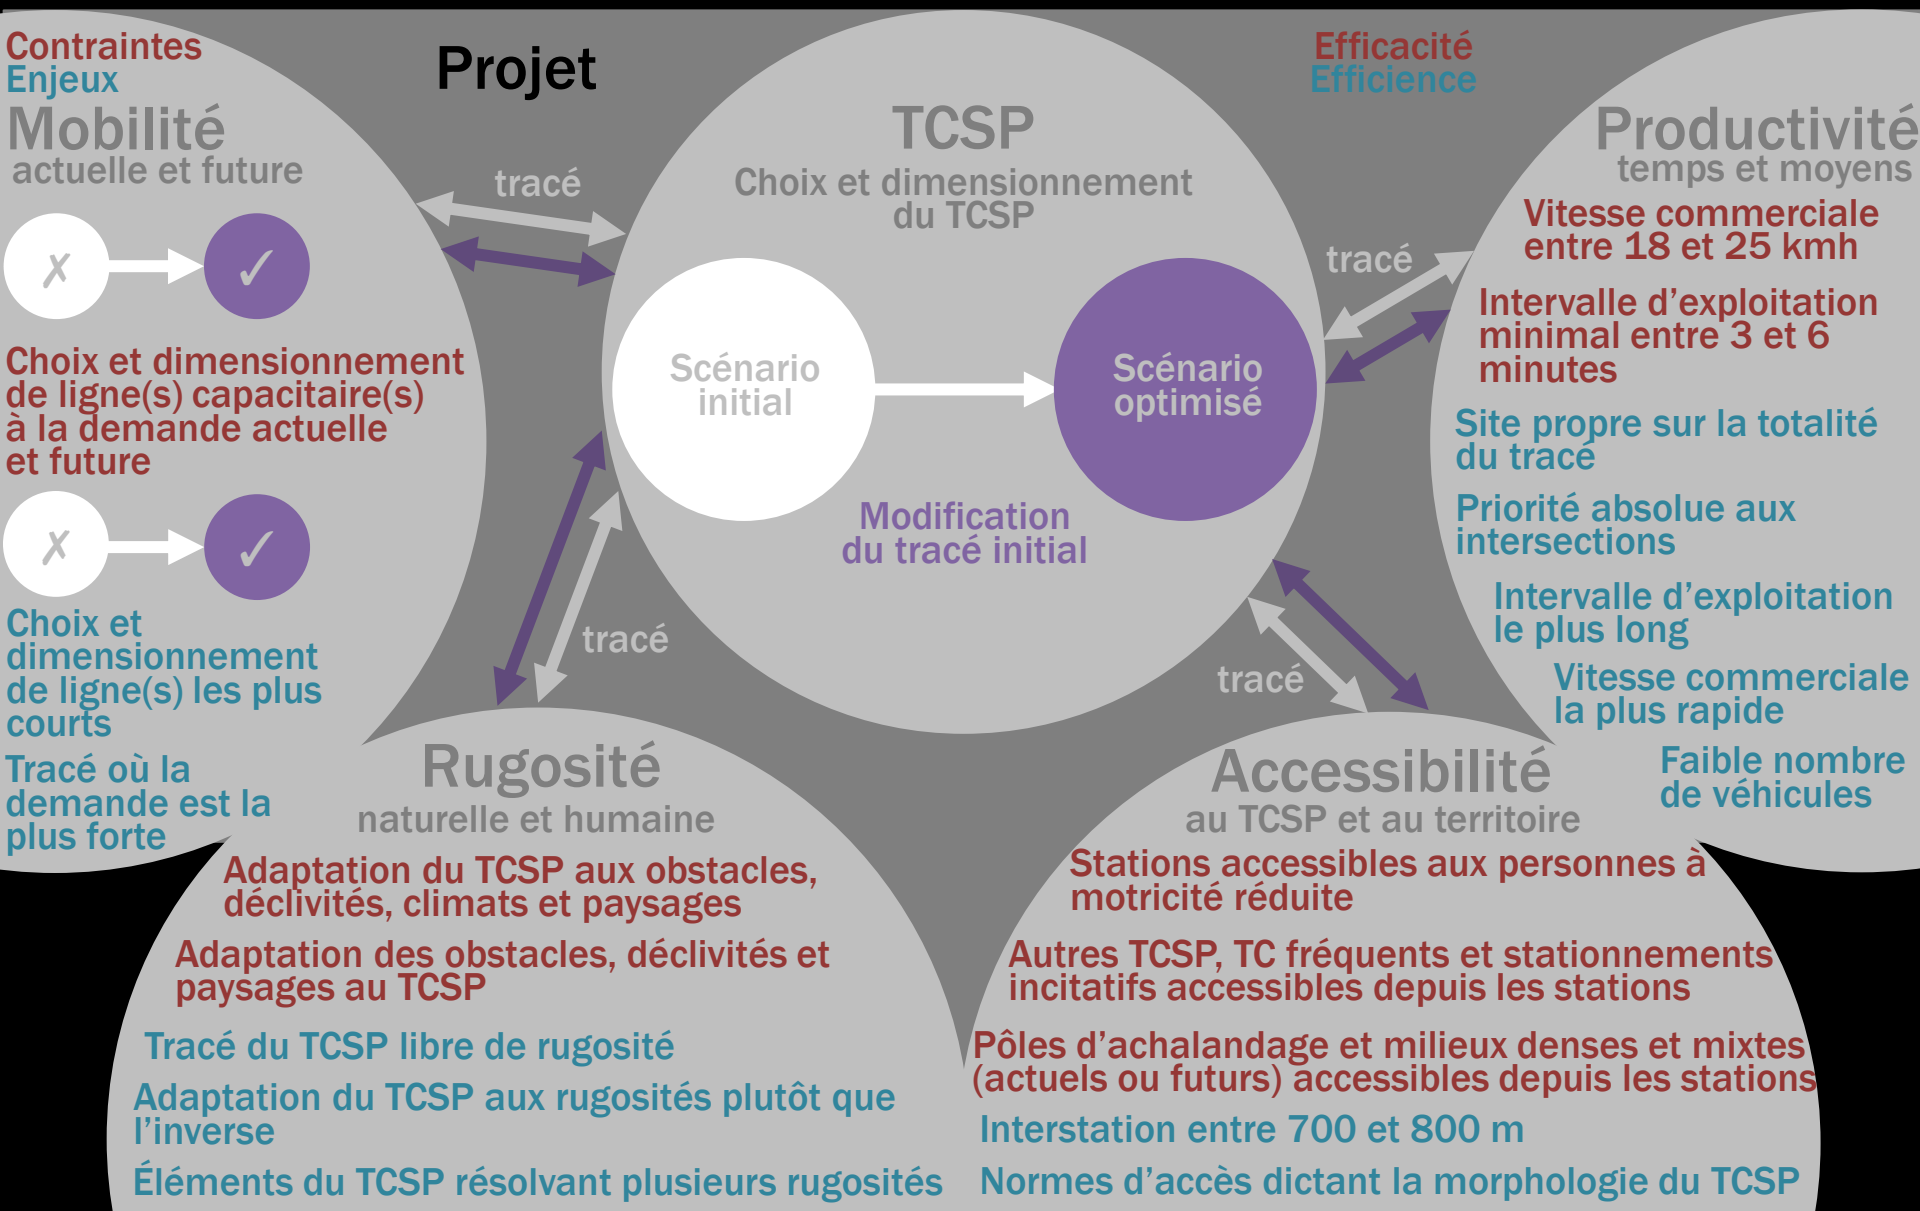 Contraintes
Enjeux
Mobilité
actuelle et future
✗
✓
Choix et dimensionnement
de ligne(s) capacitaire(s)
à la demande actuelle
et future
✗
✓
Choix et
dimensionnement
de ligne(s) les plus
courts
Tracé où la
demande est la
plus forte
Projet
tracé
TCSP
Choix et dimensionnement
du TCSP
Scénario
initial
Scénario
optimisé
Modification
du tracé initial
tracé
tracé
tracé
Efficacité
Efficience
Productivité
temps et moyens
Vitesse commerciale
entre 18 et 25 kmh
Intervalle d’exploitation
minimal entre 3 et 6
minutes
Site propre sur la totalité
du tracé
Priorité absolue aux
intersections
Intervalle d’exploitation
le plus long
Vitesse commerciale
la plus rapide
Faible nombre
de véhicules
Rugosité
naturelle et humaine
Adaptation du TCSP aux obstacles,
déclivités, climats et paysages
Adaptation des obstacles, déclivités et
paysages au TCSP
Tracé du TCSP libre de rugosité
Adaptation du TCSP aux rugosités plutôt que
l’inverse
Éléments du TCSP résolvant plusieurs rugosités
Accessibilité
au TCSP et au territoire
Stations accessibles aux personnes à
motricité réduite
Autres TCSP, TC fréquents et stationnements
incitatifs accessibles depuis les stations
Pôles d’achalandage et milieux denses et mixtes
(actuels ou futurs) accessibles depuis les stations
Interstation entre 700 et 800 m
Normes d’accès dictant la morphologie du TCSP